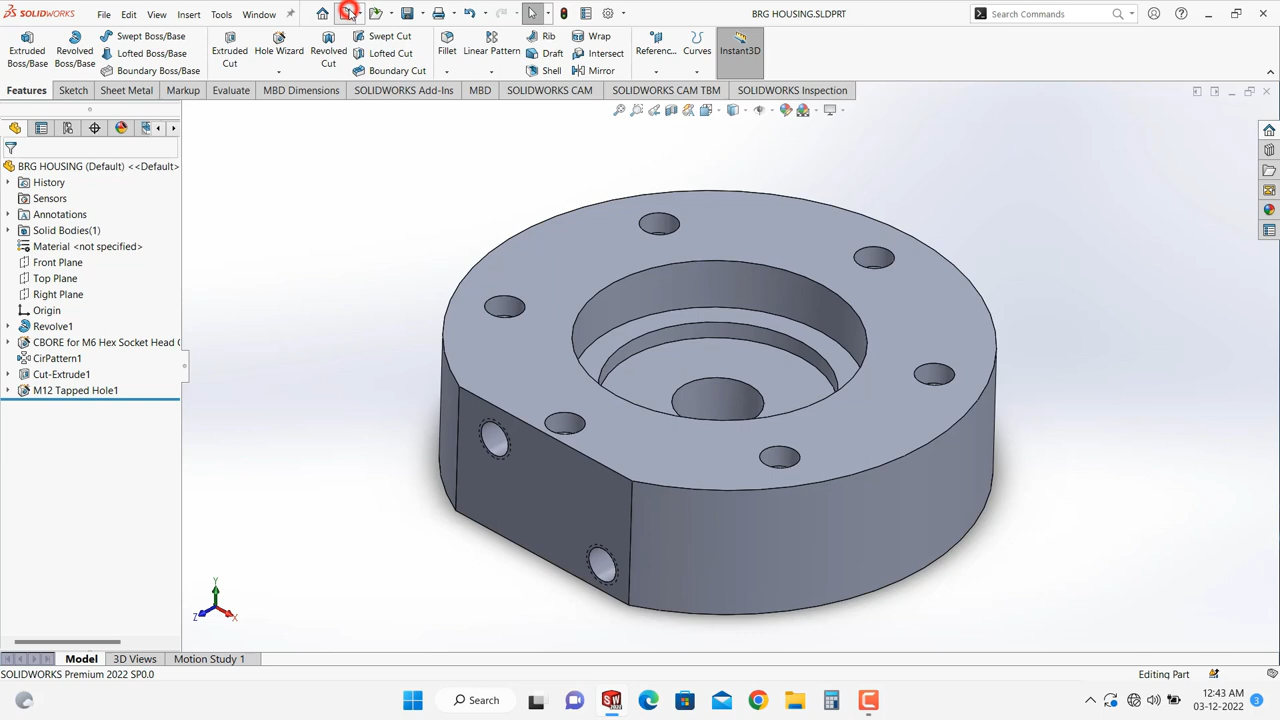 SOLIDWORKS File Edit View Insert Tools Window BRG HOUSING.SLDPRT Search Commands
Extruded Boss/Base Revolved Boss/Base Swept Boss/Base Lofted Boss/Base Boundary Boss/Base Extruded Cut Hole Wizard Revolved Cut Swept Cut Lofted Cut Boundary Cut Fillet Linear Pattern Rib Draft Shell Wrap Intersect Mirror Referenc... Curves Instant3D
Features Sketch Sheet Metal Markup Evaluate MBD Dimensions SOLIDWORKS Add-Ins MBD SOLIDWORKS CAM SOLIDWORKS CAM TBM SOLIDWORKS Inspection
BRG HOUSING (Default) <<Default>
History
Sensors
Annotations
Solid Bodies(1)
Material <not specified>
Front Plane
Top Plane
Right Plane
Origin
Revolve1
CBORE for M6 Hex Socket Head C
CirPattern1
Cut-Extrude1
M12 Tapped Hole1
Y
Z X
Model 3D Views Motion Study 1
SOLIDWORKS Premium 2022 SP0.0 Editing Part
Search 12:43 AM
03-12-2022 3